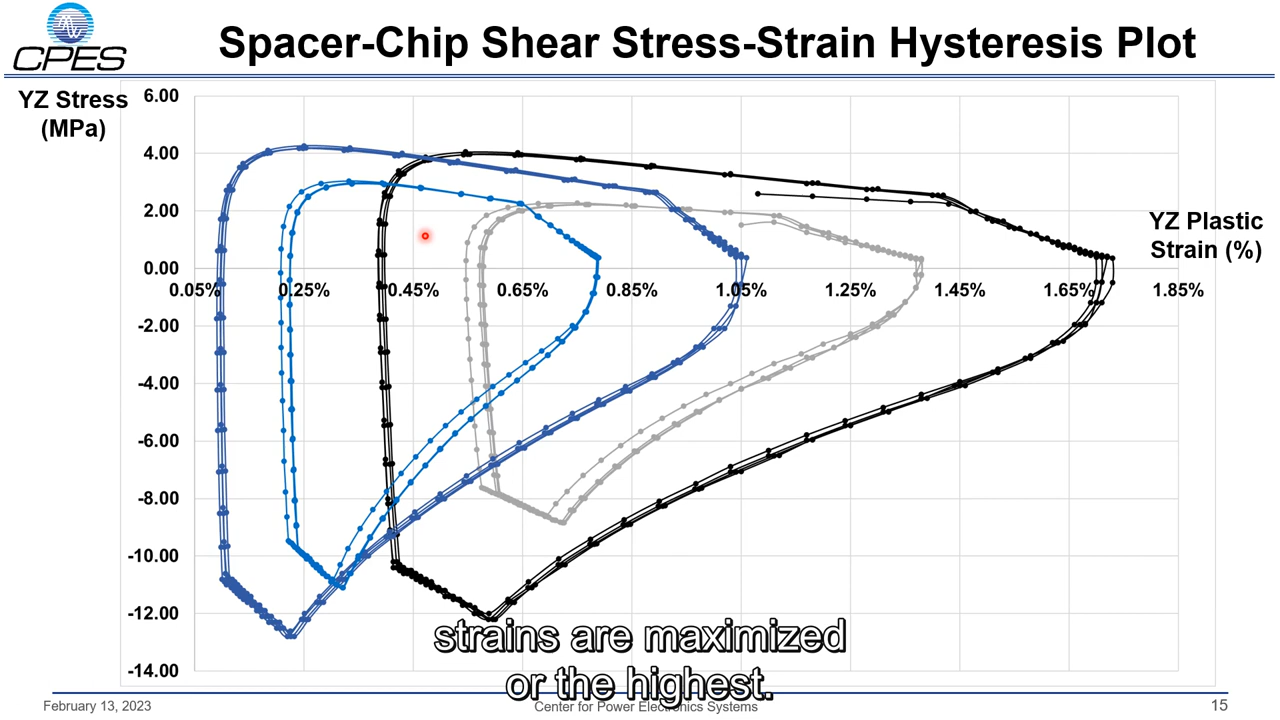 CPES
Spacer-Chip Shear Stress-Strain Hysteresis Plot
YZ Stress
(MPa)
6.00
4.00
2.00
0.00
-2.00
-4.00
-6.00
-8.00
-10.00
-12.00
-14.00
0.05% 0.25% 0.45% 0.65% 0.85% 1.05% 1.25% 1.45% 1.65% 1.85%
YZ Plastic
Strain (%)
strains are maximized
or the highest.
February 13, 2023
Center for Power Electronics Systems
15